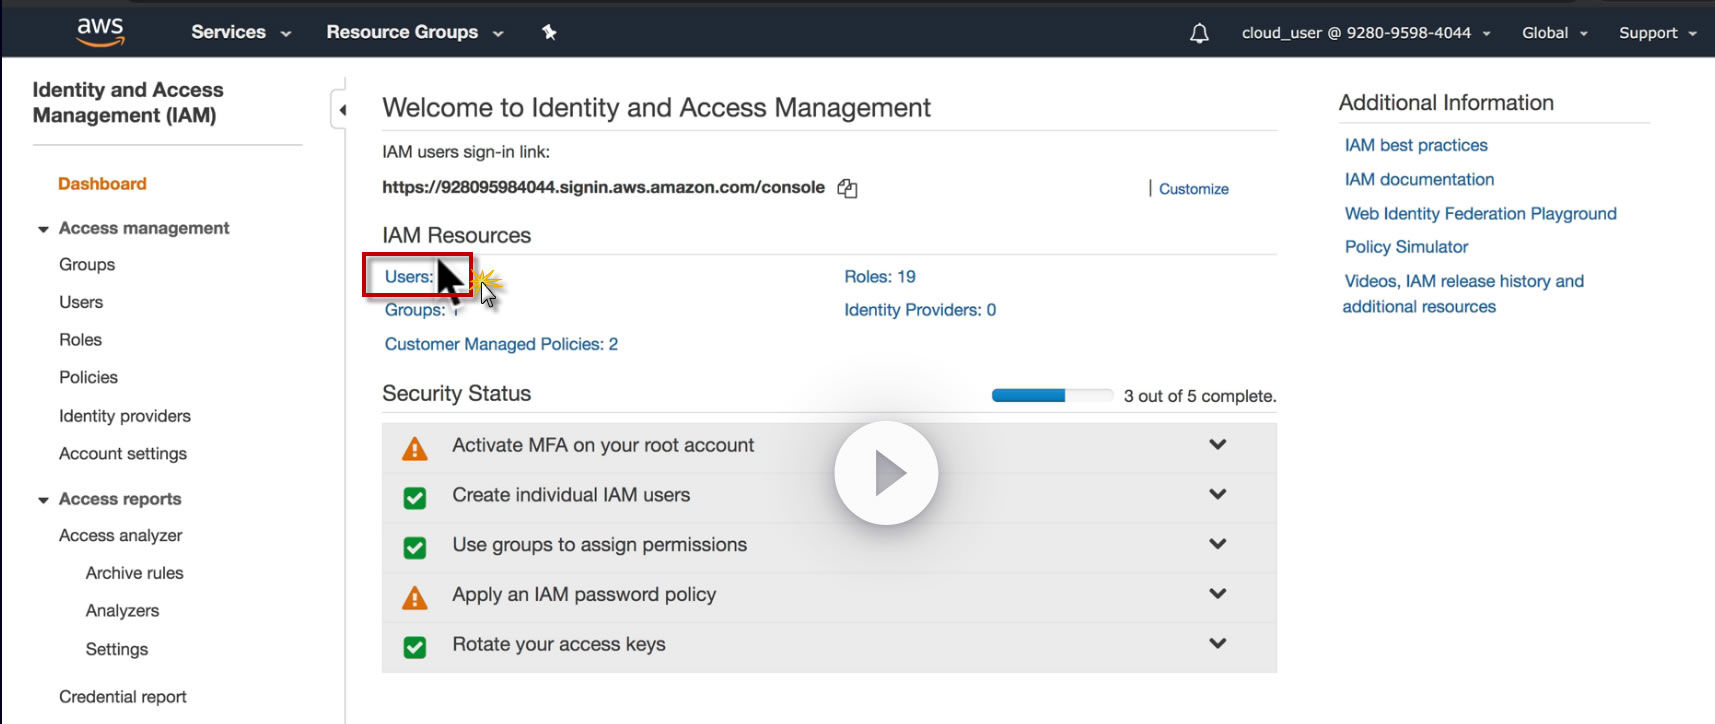 aws
Services
Resource Groups
cloud_user @ 9280-9598-4044
Global
Support
Identity and Access
Management (IAM)
Dashboard
Access management
Groups
Users
Roles
Policies
Identity providers
Account settings
Access reports
Access analyzer
Archive rules
Analyzers
Settings
Credential report
Welcome to Identity and Access Management
IAM users sign-in link:
https://928095984044.signin.aws.amazon.com/console
Customize
IAM Resources
Users:
Roles: 19
Groups: 1
Identity Providers: 0
Customer Managed Policies: 2
Security Status
3 out of 5 complete.
Activate MFA on your root account
Create individual IAM users
Use groups to assign permissions
Apply an IAM password policy
Rotate your access keys
Additional Information
IAM best practices
IAM documentation
Web Identity Federation Playground
Policy Simulator
Videos, IAM release history and
additional resources